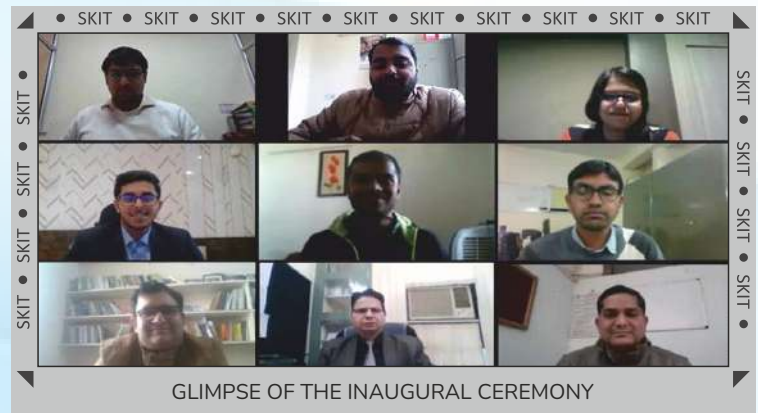 SKIT • SKIT • SKIT • SKIT • SKIT • SKIT • SKIT • SKIT • SKIT • SKIT
SKIT • SKIT • SKIT • SKIT •
SKIT • SKIT • SKIT • SKIT •
GLIMPSE OF THE INAUGURAL CEREMONY